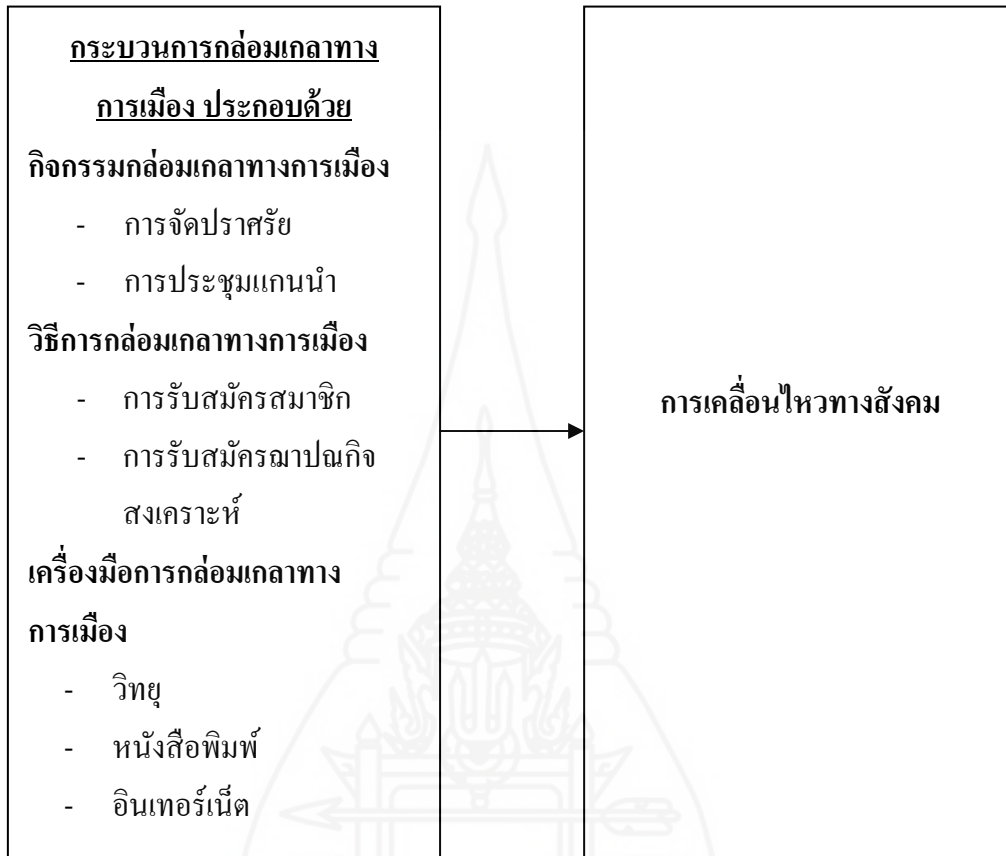 กระบวนการกล่อมเกลาทาง
การเมือง ประกอบด้วย
กิจกรรมกล่อมเกลาทางการเมือง
- การจัดปราศรัย
- การประชุมแกนนำ
วิธีการกล่อมเกลาทางการเมือง
- การรับสมัครสมาชิก
- การรับสมัครฌาปณกิจ
สงเคราะห์
เครื่องมือการกล่อมเกลาทาง
การเมือง
- วิทยุ
- หนังสือพิมพ์
- อินเทอร์เน็ต
การเคลื่อนไหวทางสังคม